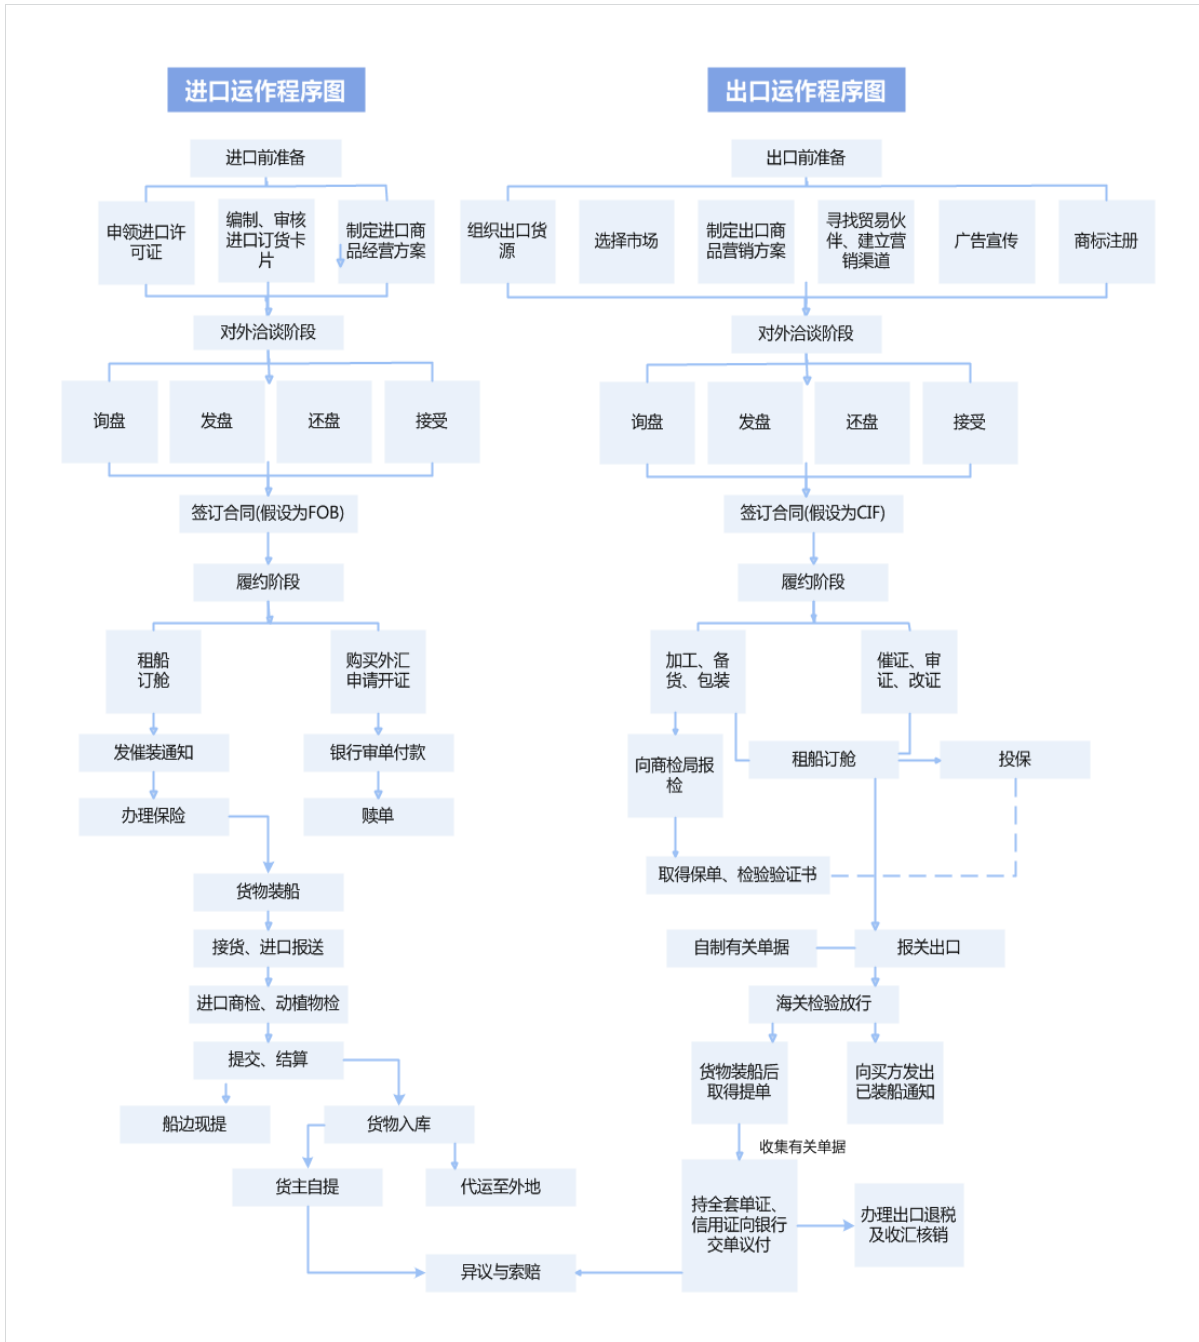 进口运作程序图
出口运作程序图
进口前准备
出口前准备
申领进口许
可证
编制、审核
进口订货卡
片
制定进口商
品经营方案
组织出口货
源
选择市场
制定出口商
品营销方案
寻找贸易伙
伴、建立营
销渠道
广告宣传
商标注册
对外洽谈阶段
对外洽谈阶段
询盘
发盘
还盘
接受
询盘
发盘
还盘
接受
签订合同(假设为FOB)
签订合同(假设为CIF)
履约阶段
履约阶段
租船
订舱
购买外汇
申请开证
加工、备
货、包装
催证、审
证、改证
发催装通知
银行审单付款
向商检局报
检
租船订舱
投保
办理保险
赎单
取得保单、检验验证书
货物装船
接货、进口报送
自制有关单据
报关出口
进口商检、动植物检
海关检验放行
提交、结算
货物装船后
取得提单
向买方发出
已装船通知
船边现提
货物入库
收集有关单据
货主自提
代运至外地
持全套单证、
信用证向银行
交单议付
办理出口退税
及收汇核销
异议与索赔